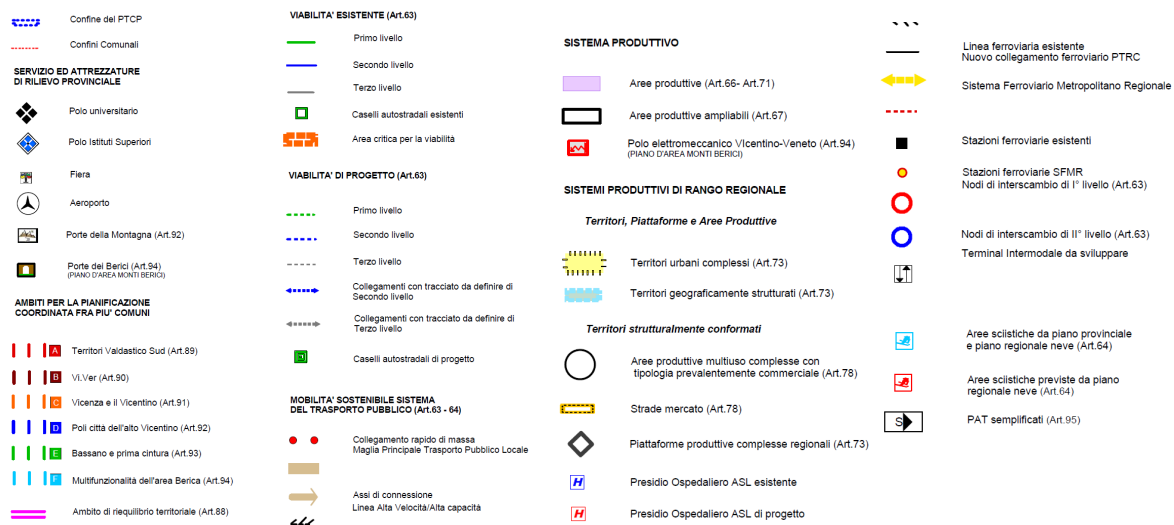 Confine del PTCP
Confini Comunali
SERVIZIO ED ATTREZZATURE
DI RILIEVO PROVINCIALE
Polo universitario
Polo Istituti Superiori
Fiera
Aeroporto
Porte della Montagna (Art.92)
Porte dei Berici (Art.94)
(PIANO D'AREA MONTI BERICI)
AMBITI PER LA PIANIFICAZIONE
COORDINATA FRA PIU' COMUNI
A Territori Valdastico Sud (Art.89)
B Vi.Ver (Art.90)
C Vicenza e il Vicentino (Art.91)
D Poli città dell'alto Vicentino (Art.92)
E Bassano e prima cintura (Art.93)
F Multifunzionalità dell'area Berica (Art.94)
Ambito di riequilibrio territoriale (Art.88)
VIABILITA' ESISTENTE (Art.63)
Primo livello
Secondo livello
Terzo livello
Caselli autostradali esistenti
Area critica per la viabilità
VIABILITA' DI PROGETTO (Art.63)
Primo livello
Secondo livello
Terzo livello
Collegamenti con tracciato da definire di
Secondo livello
Collegamenti con tracciato da definire di
Terzo livello
Caselli autostradali di progetto
MOBILITA' SOSTENIBILE SISTEMA
DEL TRASPORTO PUBBLICO (Art.63 - 64)
Collegamento rapido di massa
Maglia Principale Trasporto Pubblico Locale
Assi di connessione
Linea Alta Velocità/Alta capacità
SISTEMA PRODUTTIVO
Aree produttive (Art.66- Art.71)
Aree produttive ampliabili (Art.67)
Polo elettromeccanico VIcentino-Veneto (Art.94)
(PIANO D'AREA MONTI BERICI)
SISTEMI PRODUTTIVI DI RANGO REGIONALE
Territori, Piattaforme e Aree Produttive
Territori urbani complessi (Art.73)
Territori geograficamente strutturati (Art.73)
Territori strutturalmente conformati
Aree produttive multiuso complesse con
tipologia prevalentemente commerciale (Art.78)
Strade mercato (Art.78)
Piattaforme produttive complesse regionali (Art.73)
H Presidio Ospedaliero ASL esistente
H Presidio Ospedaliero ASL di progetto
Linea ferroviaria esistente
Nuovo collegamento ferroviario PTRC
Sistema Ferroviario Metropolitano Regionale
Stazioni ferroviarie esistenti
Stazioni ferroviarie SFMR
Nodi di interscambio di I° livello (Art.63)
Nodi di interscambio di II° livello (Art.63)
Terminal Intermodale da sviluppare
Aree sciistiche da piano provinciale
e piano regionale neve (Art.64)
Aree sciistiche previste da piano
regionale neve (Art.64)
S PAT semplificati (Art.95)